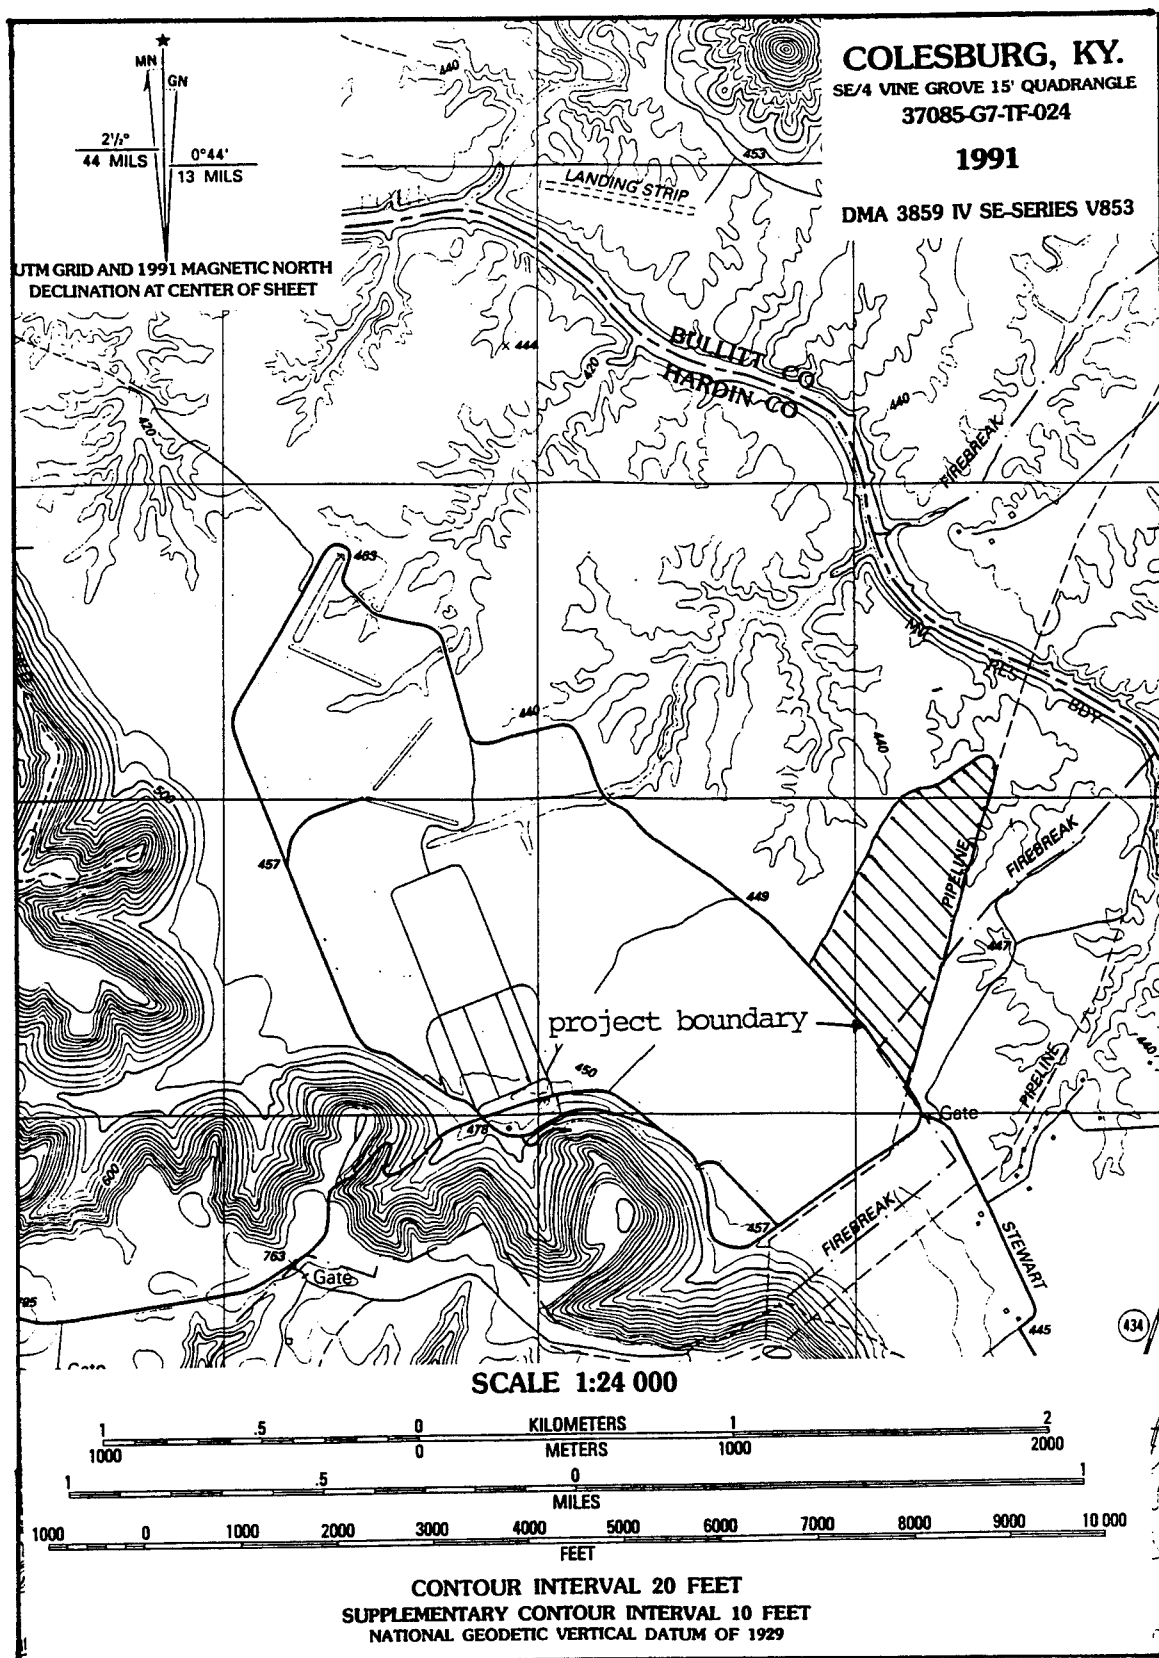 COLESBURG, KY.
SE/4 VINE GROVE 15' QUADRANGLE
37085-G7-TF-024
1991
DMA 3859 IV SE-SERIES V853
MN
GN
2½°
44 MILS
0°44'
13 MILS
UTM GRID AND 1991 MAGNETIC NORTH
DECLINATION AT CENTER OF SHEET
440
453
LANDING STRIP
444
420
BULLITT CO
HARDIN CO
440
420
FIREBREAK
463
MIL
RES
BDY
440
440
500
457
PIPELINE
FIREBREAK
449
447
project boundary
450
PIPELINE
440
Gate
478
600
457
FIREBREAK
STEWART
763
Gate
445
434
Gate
SCALE 1:24 000
1 .5 0 KILOMETERS 1 2
1000 0 METERS 1000 2000
1 .5 0 1
MILES
1000 0 1000 2000 3000 4000 5000 6000 7000 8000 9000 10 000
FEET
CONTOUR INTERVAL 20 FEET
SUPPLEMENTARY CONTOUR INTERVAL 10 FEET
NATIONAL GEODETIC VERTICAL DATUM OF 1929